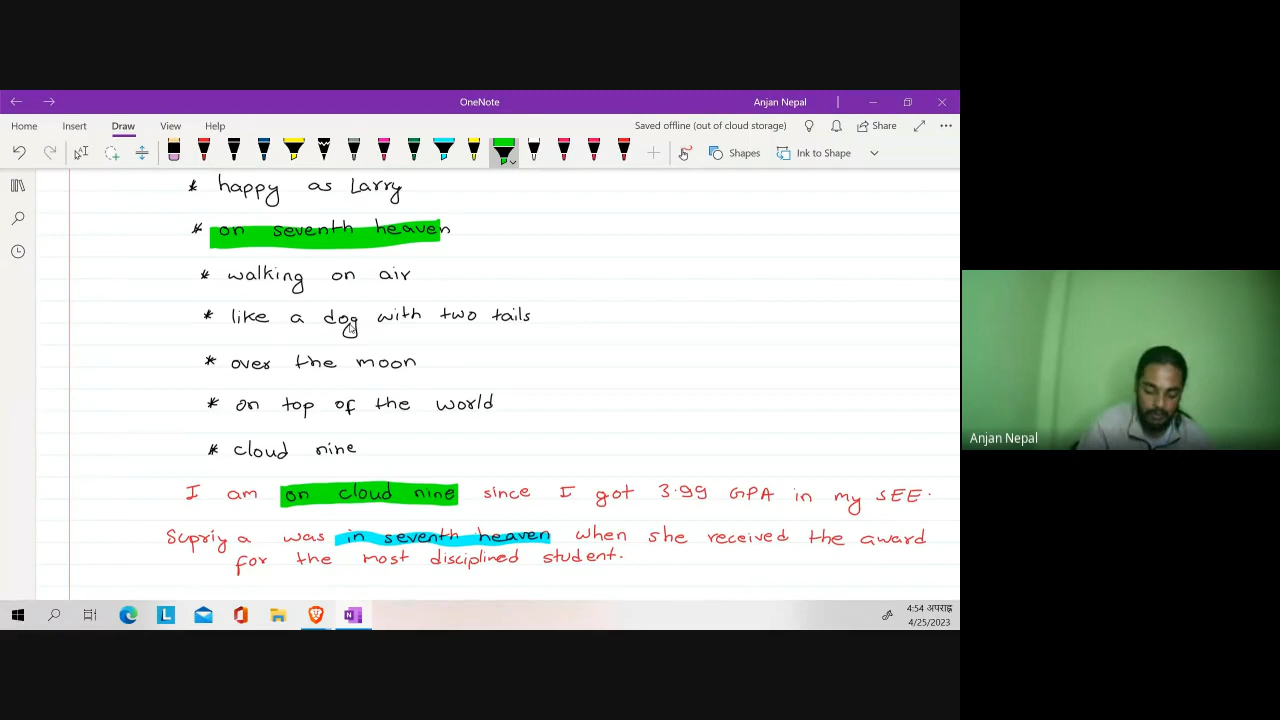 OneNote
Anjan Nepal
Home Insert Draw View Help
Saved offline (out of cloud storage)
Share
Shapes
Ink to Shape
* happy as Larry
* on seventh heaven
* walking on air
* like a dog with two tails
* over the moon
* on top of the world
* cloud nine
I am on cloud nine since I got 3.99 GPA in my SEE.
Supriya was in seventh heaven when she received the award
for the most disciplined student.
Anjan Nepal
4:54 अपराह्न
4/25/2023